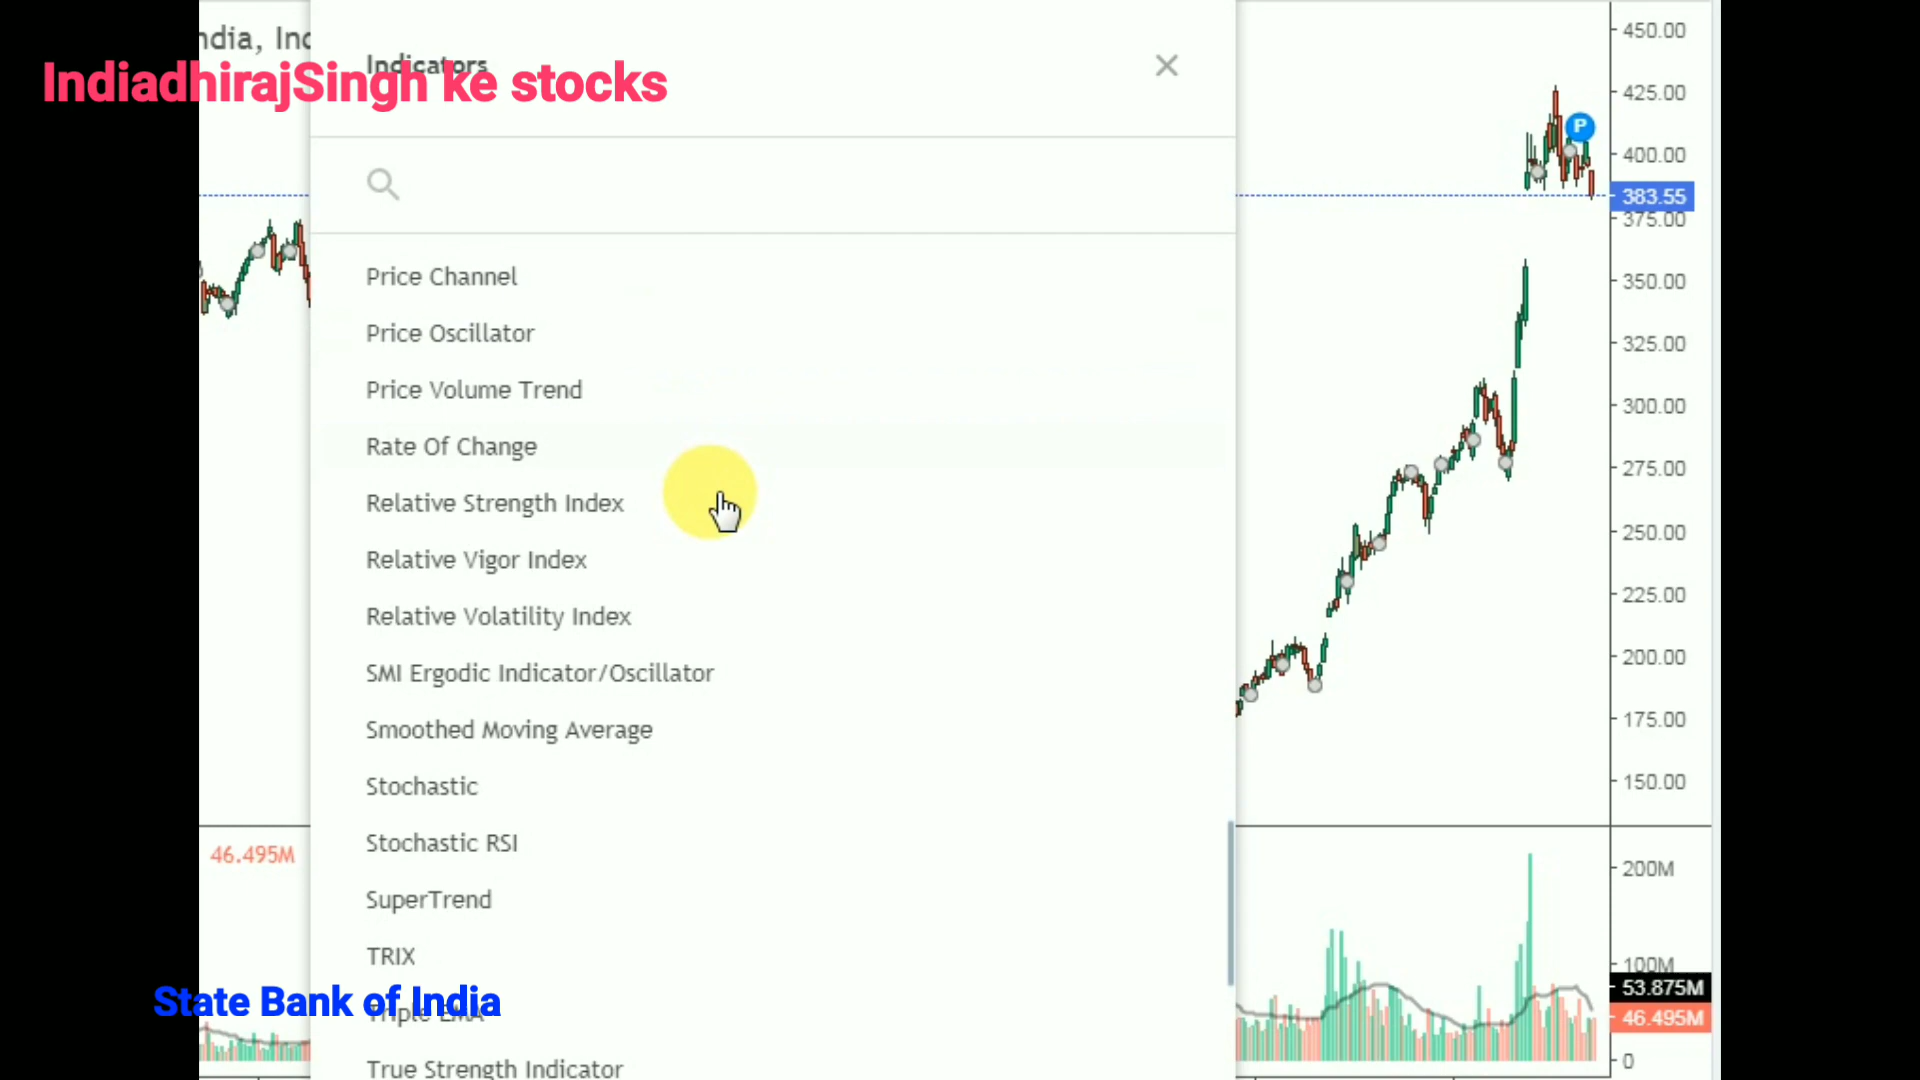 ndia, Ind
Indicators
IndiadhirajSingh ke stocks
Price Channel
Price Oscillator
Price Volume Trend
Rate Of Change
Relative Strength Index
Relative Vigor Index
Relative Volatility Index
SMI Ergodic Indicator/Oscillator
Smoothed Moving Average
Stochastic
Stochastic RSI
SuperTrend
TRIX
Triple EMA
True Strength Indicator
State Bank of India
46.495M
P
450.00
425.00
400.00
383.55
375.00
350.00
325.00
300.00
275.00
250.00
225.00
200.00
175.00
150.00
200M
100M
53.875M
46.495M
0